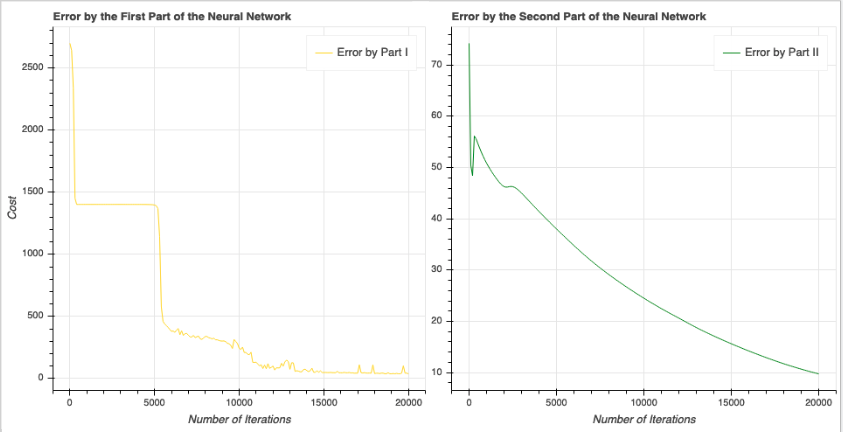 Error by the First Part of the Neural Network
Error by Part I
2500
2000
1500
1000
500
0
Cost
0 5000 10000 15000 20000
Number of Iterations
Error by the Second Part of the Neural Network
Error by Part II
70
60
50
40
30
20
10
0 5000 10000 15000 20000
Number of Iterations